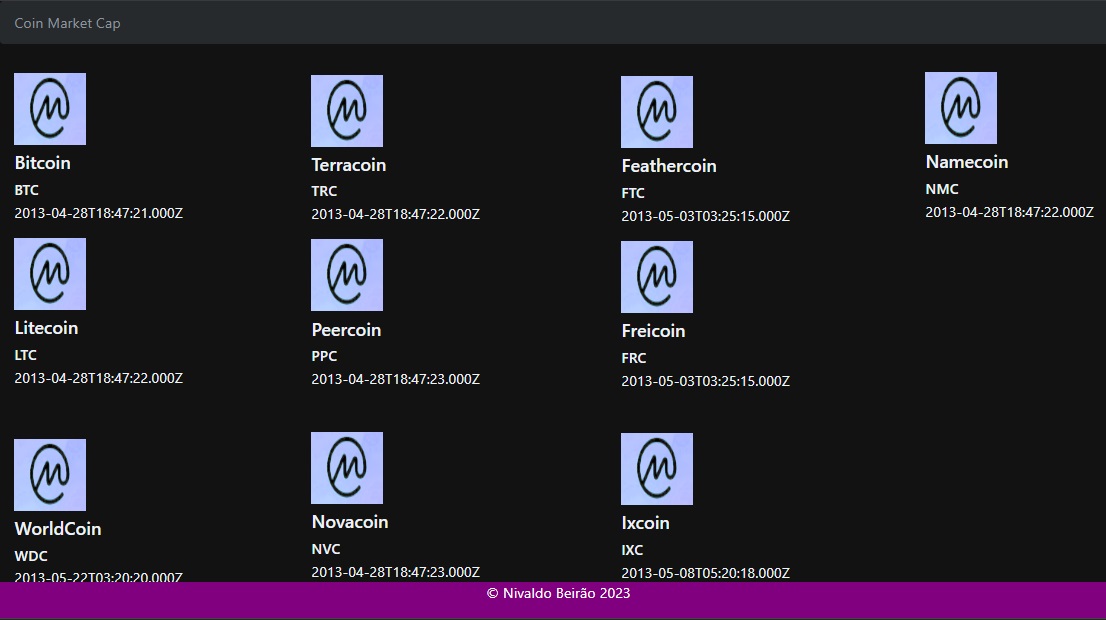 Coin Market Cap
Bitcoin
BTC
2013-04-28T18:47:21.000Z
Terracoin
TRC
2013-04-28T18:47:22.000Z
Feathercoin
FTC
2013-05-03T03:25:15.000Z
Namecoin
NMC
2013-04-28T18:47:22.000Z
Litecoin
LTC
2013-04-28T18:47:22.000Z
Peercoin
PPC
2013-04-28T18:47:23.000Z
Freicoin
FRC
2013-05-03T03:25:15.000Z
WorldCoin
WDC
2013-05-22T03:20:20.000Z
Novacoin
NVC
2013-04-28T18:47:23.000Z
Ixcoin
IXC
2013-05-08T05:20:18.000Z
© Nivaldo Beirão 2023